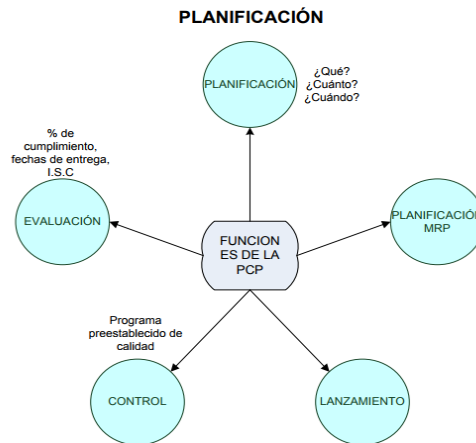 PLANIFICACIÓN
PLANIFICACIÓN
¿Qué?
¿Cuánto?
¿Cuándo?
% de
cumplimiento,
fechas de entrega,
I.S.C
EVALUACIÓN
PLANIFICACIÓN
MRP
FUNCION
ES DE LA
PCP
Programa
preestablecido de
calidad
CONTROL
LANZAMIENTO